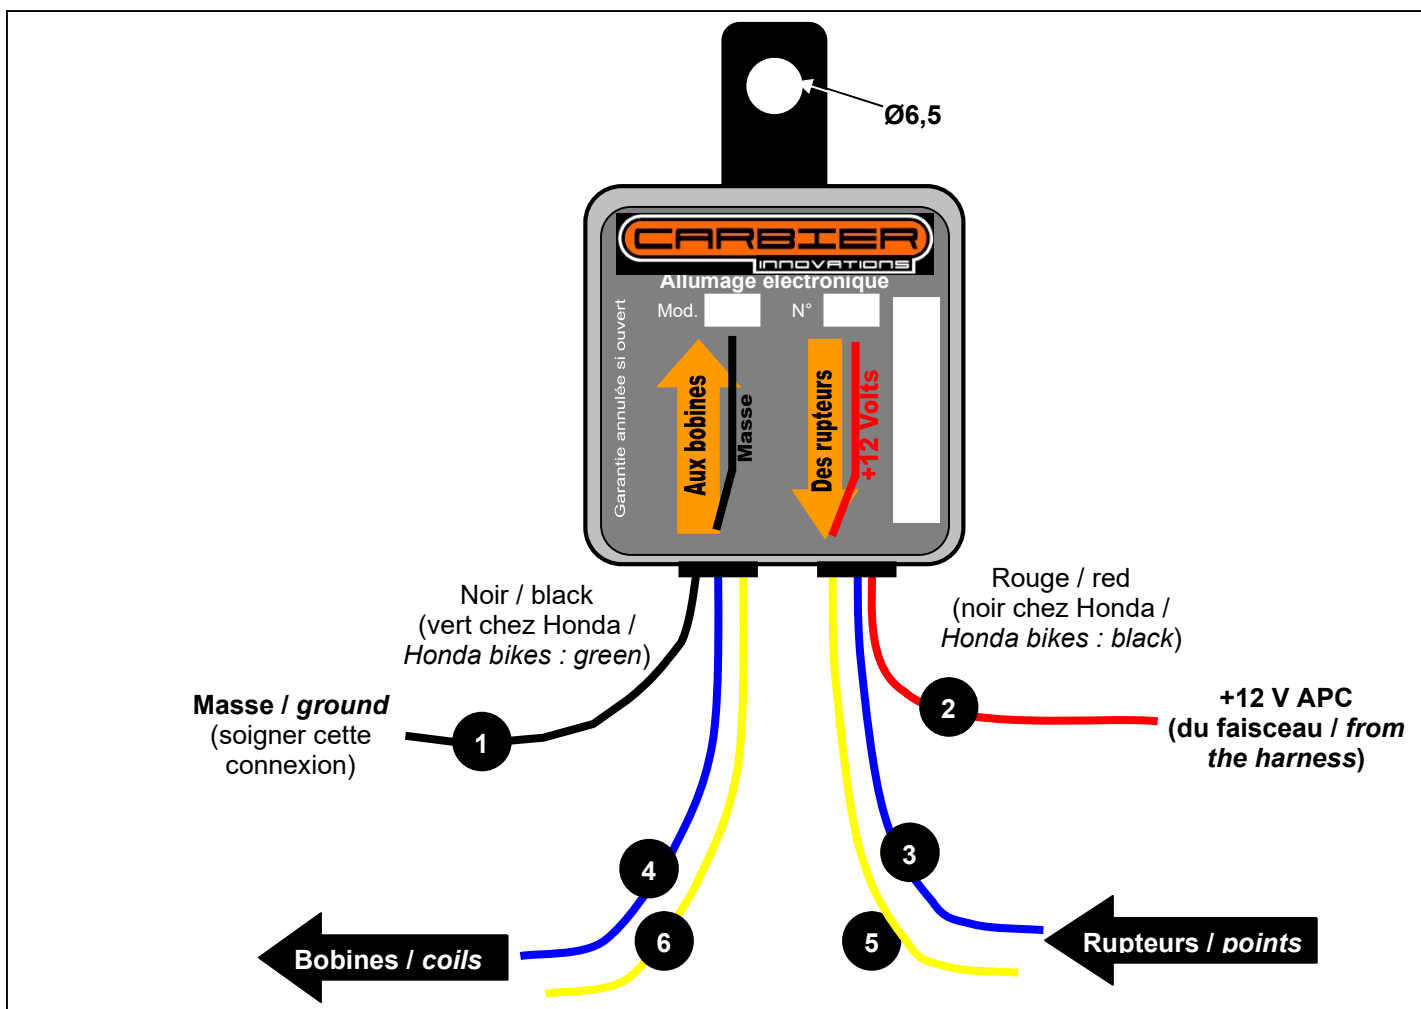 Ø6,5
CARBIER
INNOVATIONS
Allumage électronique
Mod.
N°
Garantie annulée si ouvert
Aux bobines
Masse
Des rupteurs
+12 Volts
Noir / black
(vert chez Honda /
Honda bikes : green)
Rouge / red
(noir chez Honda /
Honda bikes : black)
Masse / ground
(soigner cette
connexion)
1
2
+12 V APC
(du faisceau / from
the harness)
4
3
6
5
Bobines / coils
Rupteurs / points